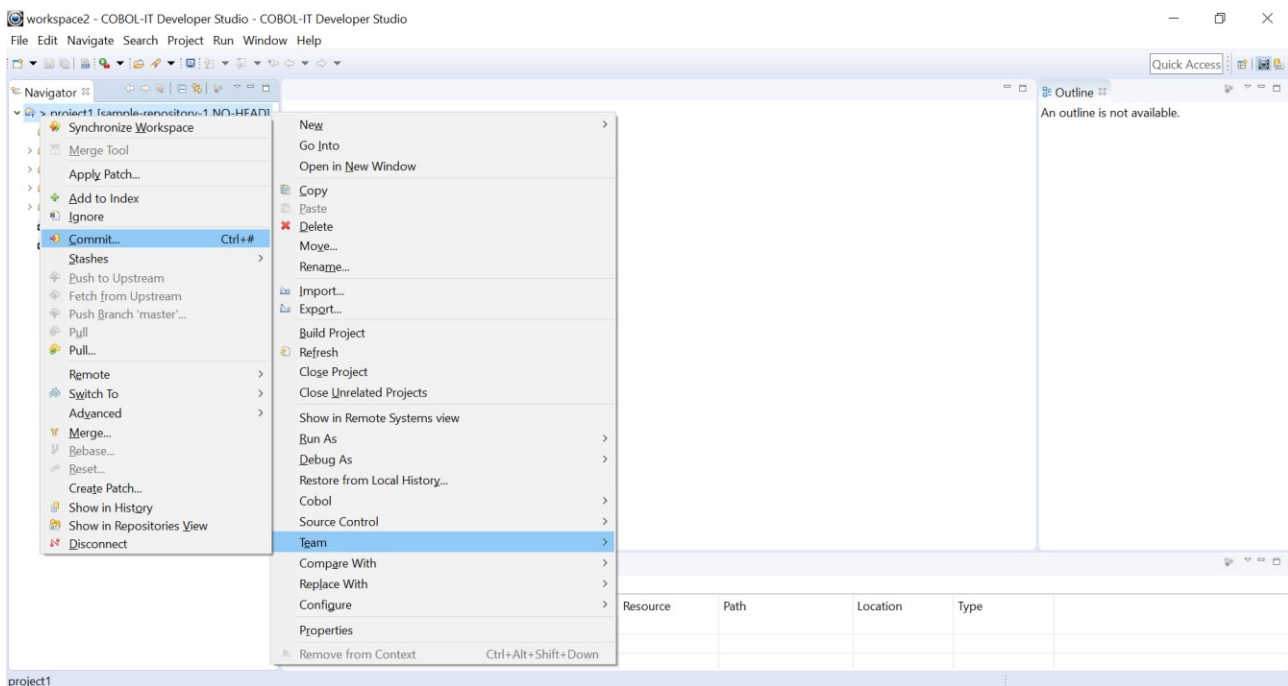 workspace2 - COBOL-IT Developer Studio - COBOL-IT Developer Studio
File Edit Navigate Search Project Run Window Help
Quick Access
Navigator
> project1 [sample-repository-1 NO-HEAD]
Synchronize Workspace
Merge Tool
Apply Patch...
Add to Index
Ignore
Commit... Ctrl+#
Stashes
Push to Upstream
Fetch from Upstream
Push Branch 'master'...
Pull
Pull...
Remote
Switch To
Advanced
Merge...
Rebase...
Reset...
Create Patch...
Show in History
Show in Repositories View
Disconnect
New
Go Into
Open in New Window
Copy
Paste
Delete
Move...
Rename...
Import...
Export...
Build Project
Refresh
Close Project
Close Unrelated Projects
Show in Remote Systems view
Run As
Debug As
Restore from Local History...
Cobol
Source Control
Team
Compare With
Replace With
Configure
Properties
Remove from Context Ctrl+Alt+Shift+Down
Outline
An outline is not available.
Resource Path Location Type
project1